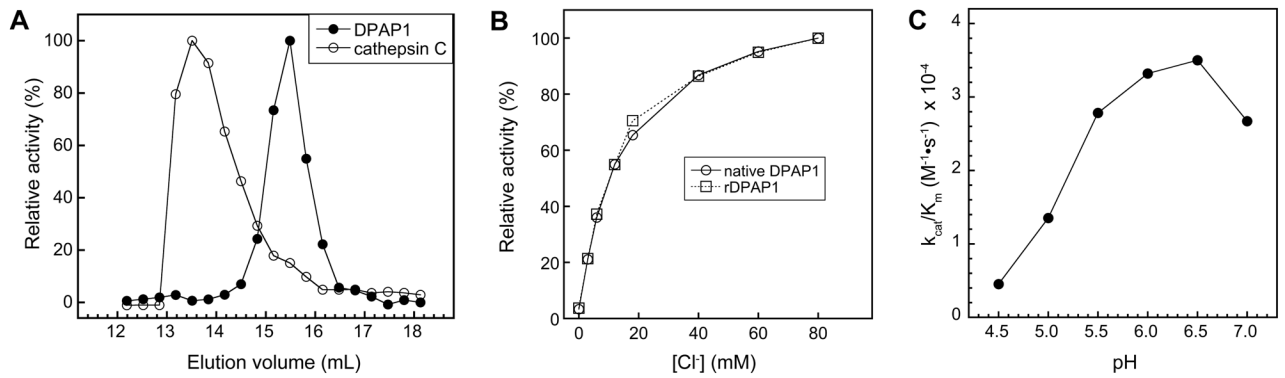 A
DPAP1
cathepsin C
Relative activity (%)
100
80
60
40
20
0
12 13 14 15 16 17 18
Elution volume (mL)
B
native DPAP1
rDPAP1
Relative activity (%)
100
80
60
40
20
0
0 20 40 60 80
[Cl-] (mM)
C
kcat/Km (M-1•s-1) x 10-4
4
3
2
1
0
4.5 5.0 5.5 6.0 6.5 7.0
pH